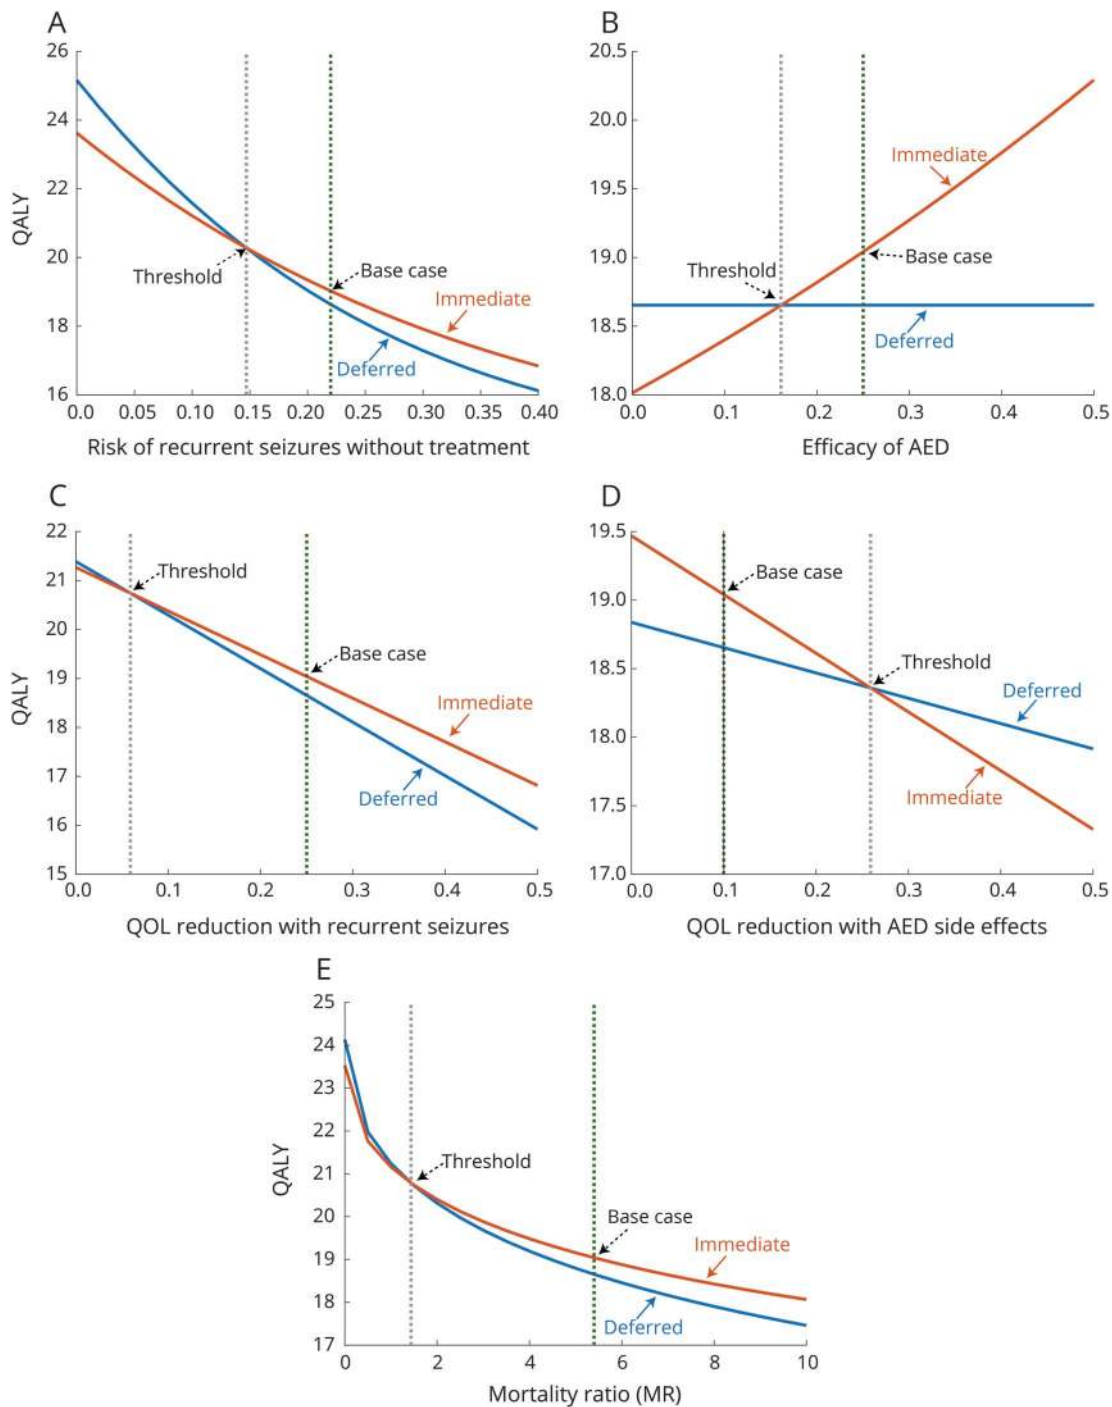 A
26
24
22
20
18
16
QALY
Threshold
Base case
Immediate
Deferred
0.0 0.05 0.10 0.15 0.20 0.25 0.30 0.35 0.40
Risk of recurrent seizures without treatment
B
20.5
20.0
19.5
19.0
18.5
18.0
Immediate
Threshold
Base case
Deferred
0.0 0.1 0.2 0.3 0.4 0.5
Efficacy of AED
C
22
21
20
19
18
17
16
15
QALY
Threshold
Base case
Immediate
Deferred
0.0 0.1 0.2 0.3 0.4 0.5
QOL reduction with recurrent seizures
D
19.5
19.0
18.5
18.0
17.5
17.0
Base case
Threshold
Deferred
Immediate
0.0 0.1 0.2 0.3 0.4 0.5
QOL reduction with AED side effects
E
25
24
23
22
21
20
19
18
17
QALY
Threshold
Base case
Immediate
Deferred
0 2 4 6 8 10
Mortality ratio (MR)